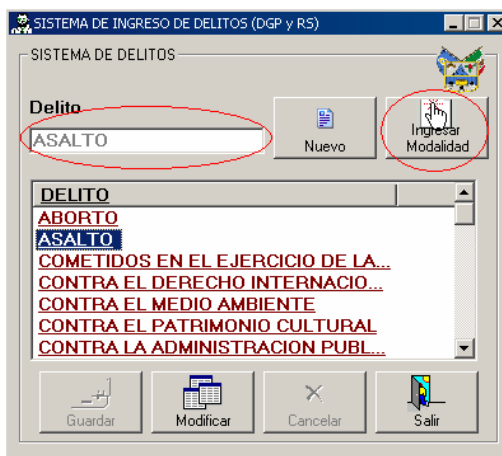 SISTEMA DE INGRESO DE DELITOS (DGP y RS)
SISTEMA DE DELITOS
Delito
ASALTO
Nuevo
Ingresar
Modalidad
DELITO
ABORTO
ASALTO
COMETIDOS EN EL EJERCICIO DE LA...
CONTRA EL DERECHO INTERNACIO...
CONTRA EL MEDIO AMBIENTE
CONTRA EL PATRIMONIO CULTURAL
CONTRA LA ADMINISTRACION PUBL...
Guardar
Modificar
Cancelar
Salir